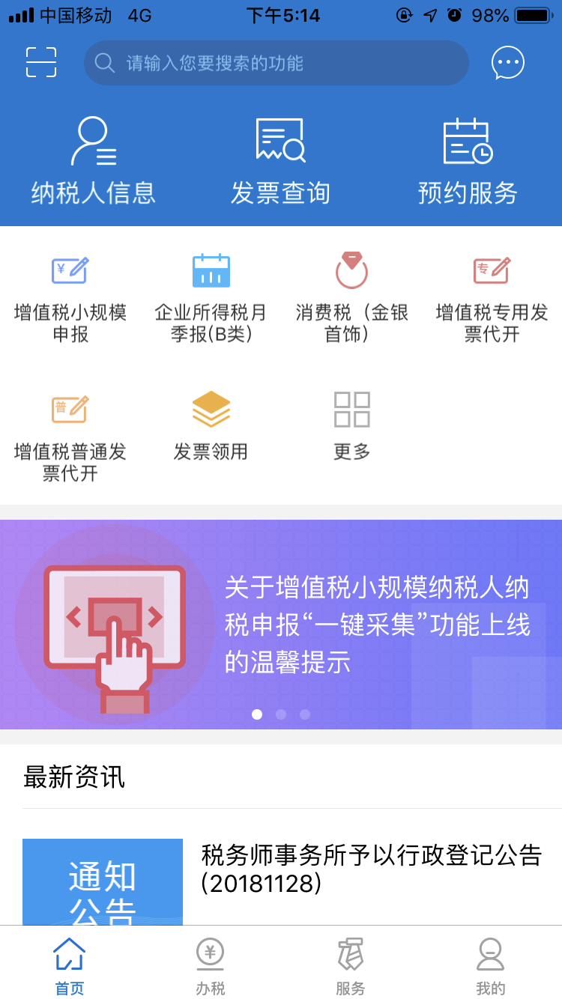 中国移动 4G 下午5:14 98%
请输入您要搜索的功能
纳税人信息 发票查询 预约服务
¥ 专
增值税小规模 企业所得税月 消费税（金银 增值税专用发
申报 季报(B类) 首饰） 票代开
普
增值税普通发 发票领用 更多
票代开
关于增值税小规模纳税人纳
税申报“一键采集”功能上线
的温馨提示
最新资讯
通知
公告
税务师事务所予以行政登记公告
(20181128)
¥
首页 办税 服务 我的